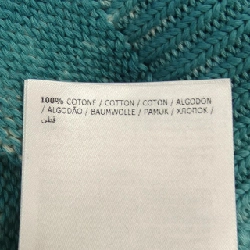 100% COTONE / COTTON / COTON / ALGODON
/ ALGODÃO / BAUMWOLLE / PAMUK / ХЛОПОК /
قطن